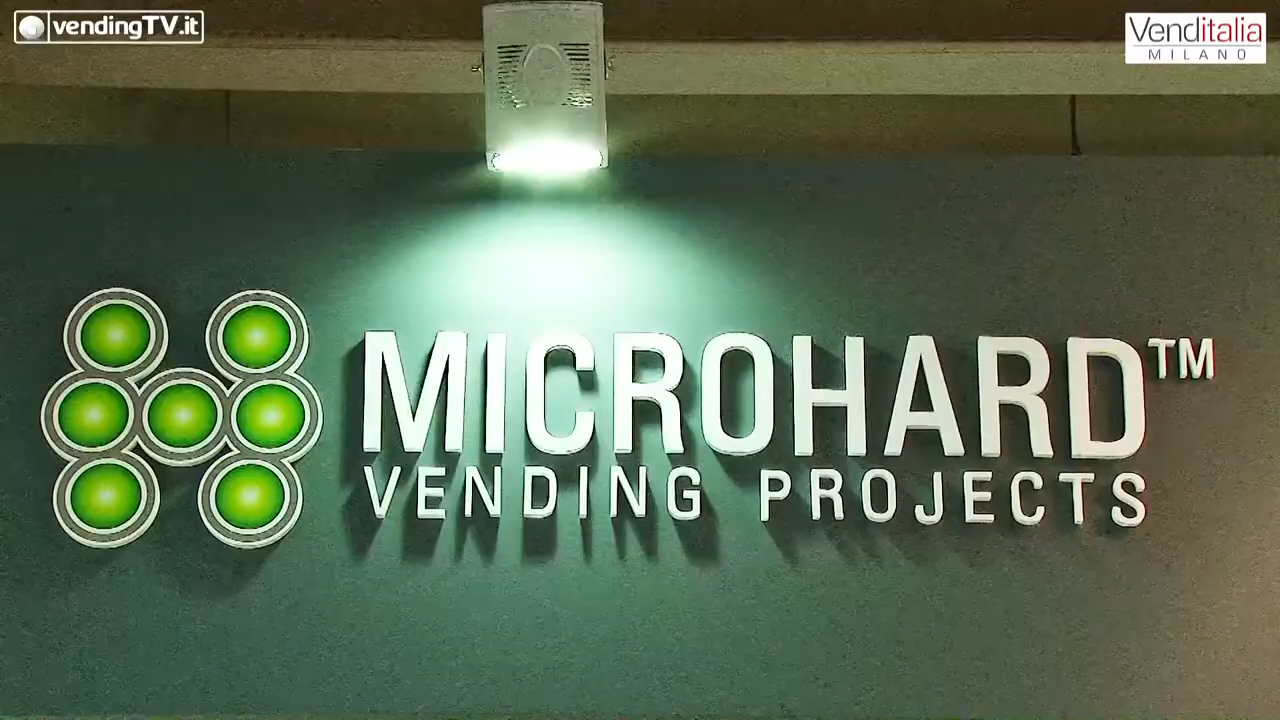 vendingTV.it
Venditalia
MILANO
MICROHARD™
VENDING PROJECTS